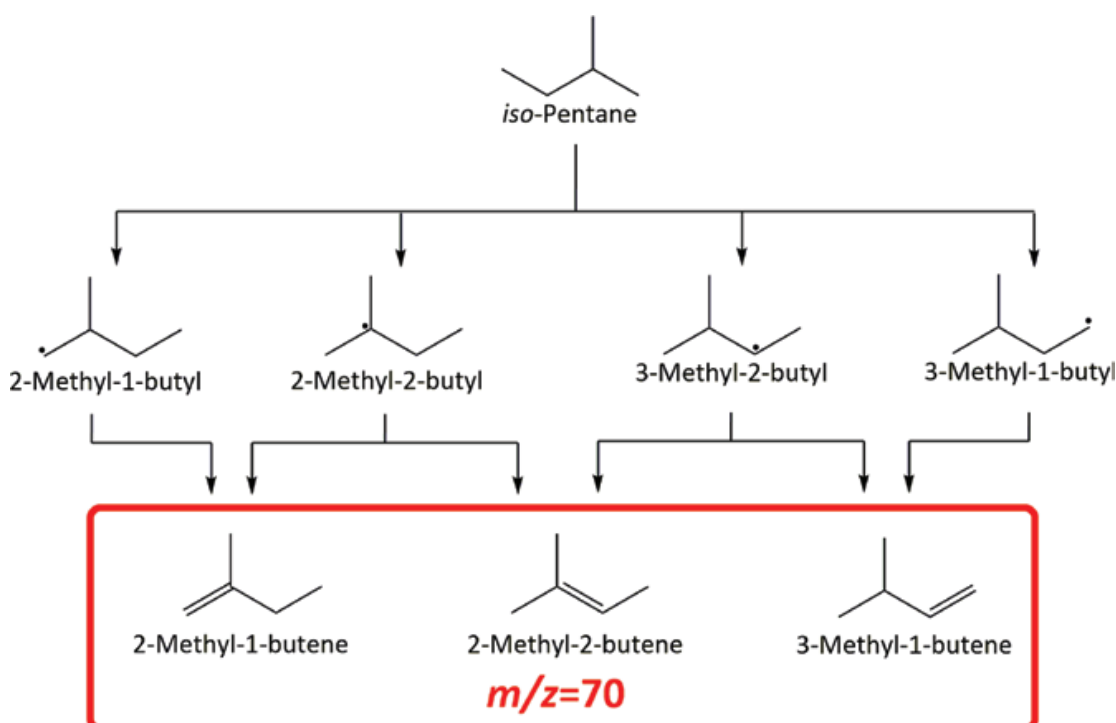 iso-Pentane
2-Methyl-1-butyl
2-Methyl-2-butyl
3-Methyl-2-butyl
3-Methyl-1-butyl
2-Methyl-1-butene
2-Methyl-2-butene
3-Methyl-1-butene
m/z=70